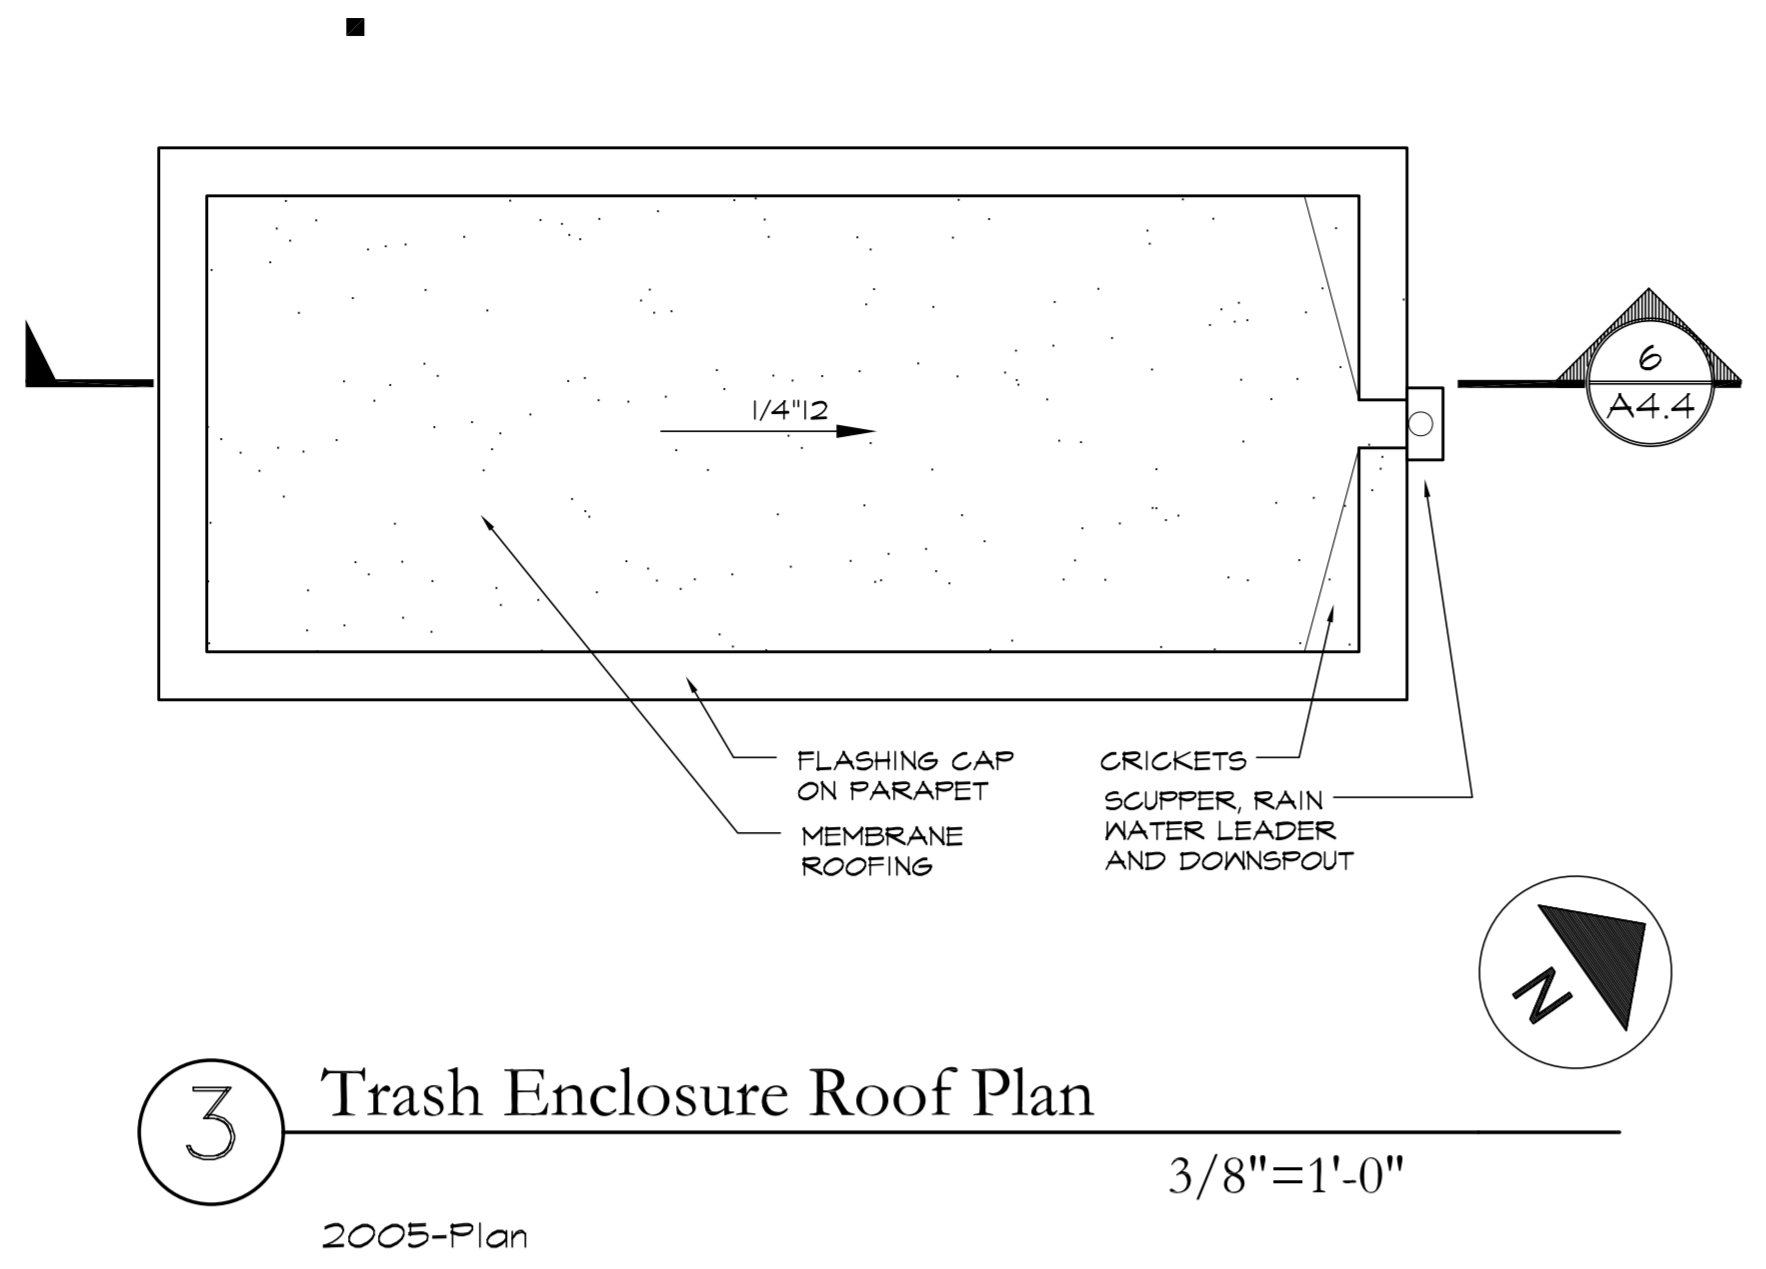 1/4"12
6
A4.4
FLASHING CAP
ON PARAPET
MEMBRANE
ROOFING
CRICKETS
SCUPPER, RAIN
WATER LEADER
AND DOWNSPOUT
N
3
Trash Enclosure Roof Plan
3/8"=1'-0"
2005-Plan